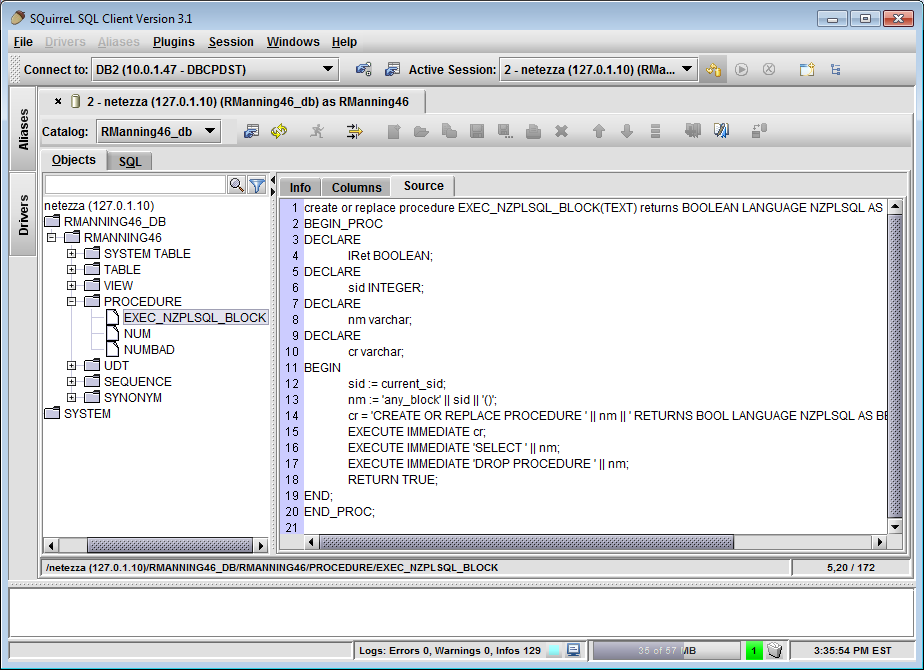 SQuirreL SQL Client Version 3.1
File Drivers Aliases Plugins Session Windows Help
Connect to: DB2 (10.0.1.47 - DBCPDST) Active Session: 2 - netezza (127.0.1.10) (RMa...
2 - netezza (127.0.1.10) (RManning46_db) as RManning46
Aliases
Drivers
Catalog: RManning46_db
Objects SQL
netezza (127.0.1.10)
RMANNING46_DB
RMANNING46
SYSTEM TABLE
TABLE
VIEW
PROCEDURE
EXEC_NZPLSQL_BLOCK
NUM
NUMBAD
UDT
SEQUENCE
SYNONYM
SYSTEM
Info Columns Source
1 create or replace procedure EXEC_NZPLSQL_BLOCK(TEXT) returns BOOLEAN LANGUAGE NZPLSQL AS
2 BEGIN_PROC
3 DECLARE
4 lRet BOOLEAN;
5 DECLARE
6 sid INTEGER;
7 DECLARE
8 nm varchar;
9 DECLARE
10 cr varchar;
11 BEGIN
12 sid := current_sid;
13 nm := 'any_block' || sid || '()';
14 cr = 'CREATE OR REPLACE PROCEDURE ' || nm || ' RETURNS BOOL LANGUAGE NZPLSQL AS BE
15 EXECUTE IMMEDIATE cr;
16 EXECUTE IMMEDIATE 'SELECT ' || nm;
17 EXECUTE IMMEDIATE 'DROP PROCEDURE ' || nm;
18 RETURN TRUE;
19 END;
20 END_PROC;
21
/netezza (127.0.1.10)/RMANNING46_DB/RMANNING46/PROCEDURE/EXEC_NZPLSQL_BLOCK 5,20 / 172
Logs: Errors 0, Warnings 0, Infos 129 35 of 57 MB 1 3:35:54 PM EST